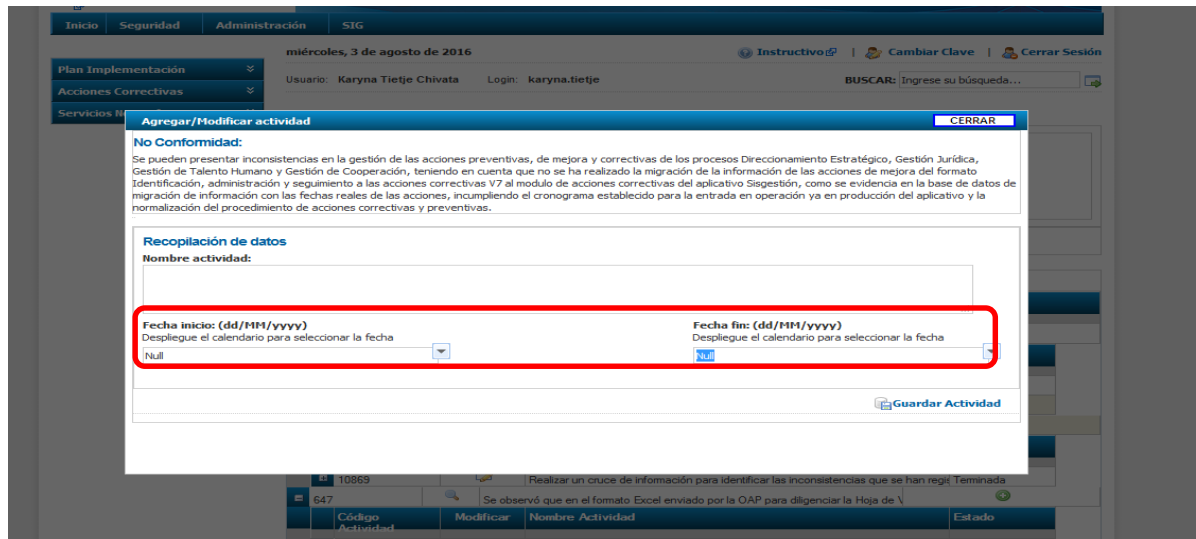 Inicio Seguridad Administración SIG
miércoles, 3 de agosto de 2016 Instructivo | Cambiar Clave | Cerrar Sesión
Plan Implementación
Usuario: Karyna Tietje Chivata Login: karyna.tietje BUSCAR: Ingrese su búsqueda...
Acciones Correctivas
Servicios
Agregar/Modificar actividad CERRAR
No Conformidad:
Se pueden presentar inconsistencias en la gestión de las acciones preventivas, de mejora y correctivas de los procesos Direccionamiento Estratégico, Gestión Jurídica,
Gestión de Talento Humano y Gestión de Cooperación, teniendo en cuenta que no se ha realizado la migración de la información de las acciones de mejora del formato
Identificación, administración y seguimiento a las acciones correctivas V7 al modulo de acciones correctivas del aplicativo Sisgestión, como se evidencia en la base de datos de
migración de información con las fechas reales de las acciones, incumpliendo el cronograma establecido para la entrada en operación ya en producción del aplicativo y la
normalización del procedimiento de acciones correctivas y preventivas.
Recopilación de datos
Nombre actividad:
Fecha inicio: (dd/MM/yyyy) Fecha fin: (dd/MM/yyyy)
Despliegue el calendario para seleccionar la fecha Despliegue el calendario para seleccionar la fecha
Null Null
Guardar Actividad
10869 Realizar un cruce de información para identificar las inconsistencias que se han regis Terminada
647 Se observó que en el formato Excel enviado por la OAP para diligenciar la Hoja de V
Código Actividad Modificar Nombre Actividad Estado